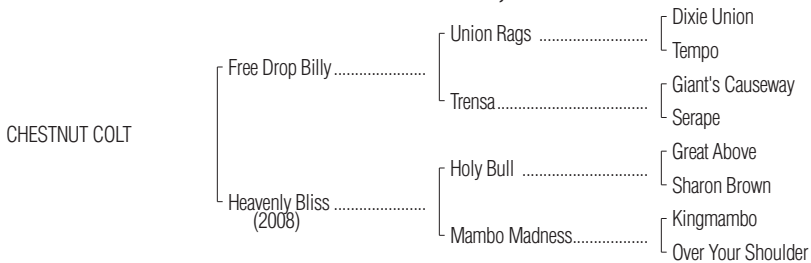 Dixie Union
Union Rags ....................
Tempo
Free Drop Billy ......................
Giant's Causeway
Trensa ....................................
Serape
CHESTNUT COLT
Great Above
Holy Bull ..............................
Sharon Brown
Heavenly Bliss ......................
(2008)
Kingmambo
Mambo Madness..................
Over Your Shoulder